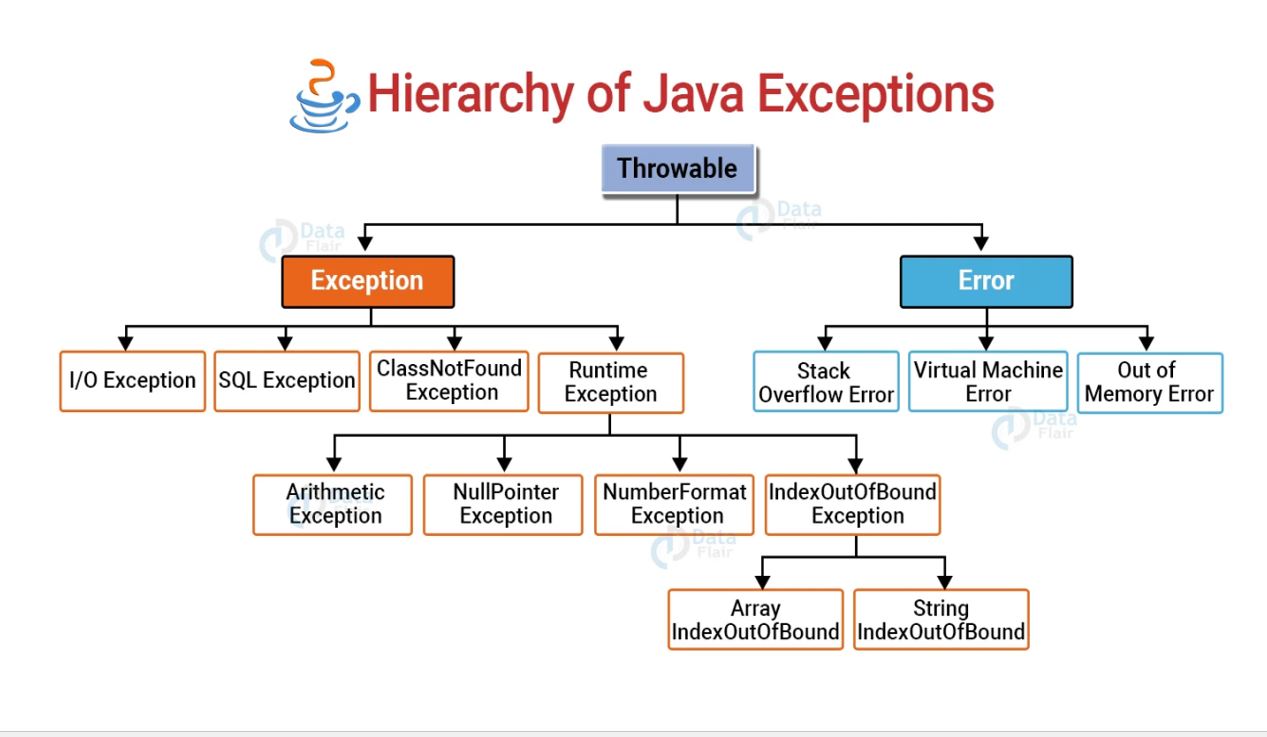 Hierarchy of Java Exceptions
Throwable
Data
Flair
Data
Flair
Exception
Error
I/O Exception
SQL Exception
ClassNotFound
Exception
Runtime
Exception
Stack
Overflow Error
Virtual Machine
Error
Out of
Memory Error
Data
Flair
Arithmetic
Exception
NullPointer
Exception
NumberFormat
Exception
IndexOutOfBound
Exception
Data
Data
Flair
Array
IndexOutOfBound
String
IndexOutOfBound